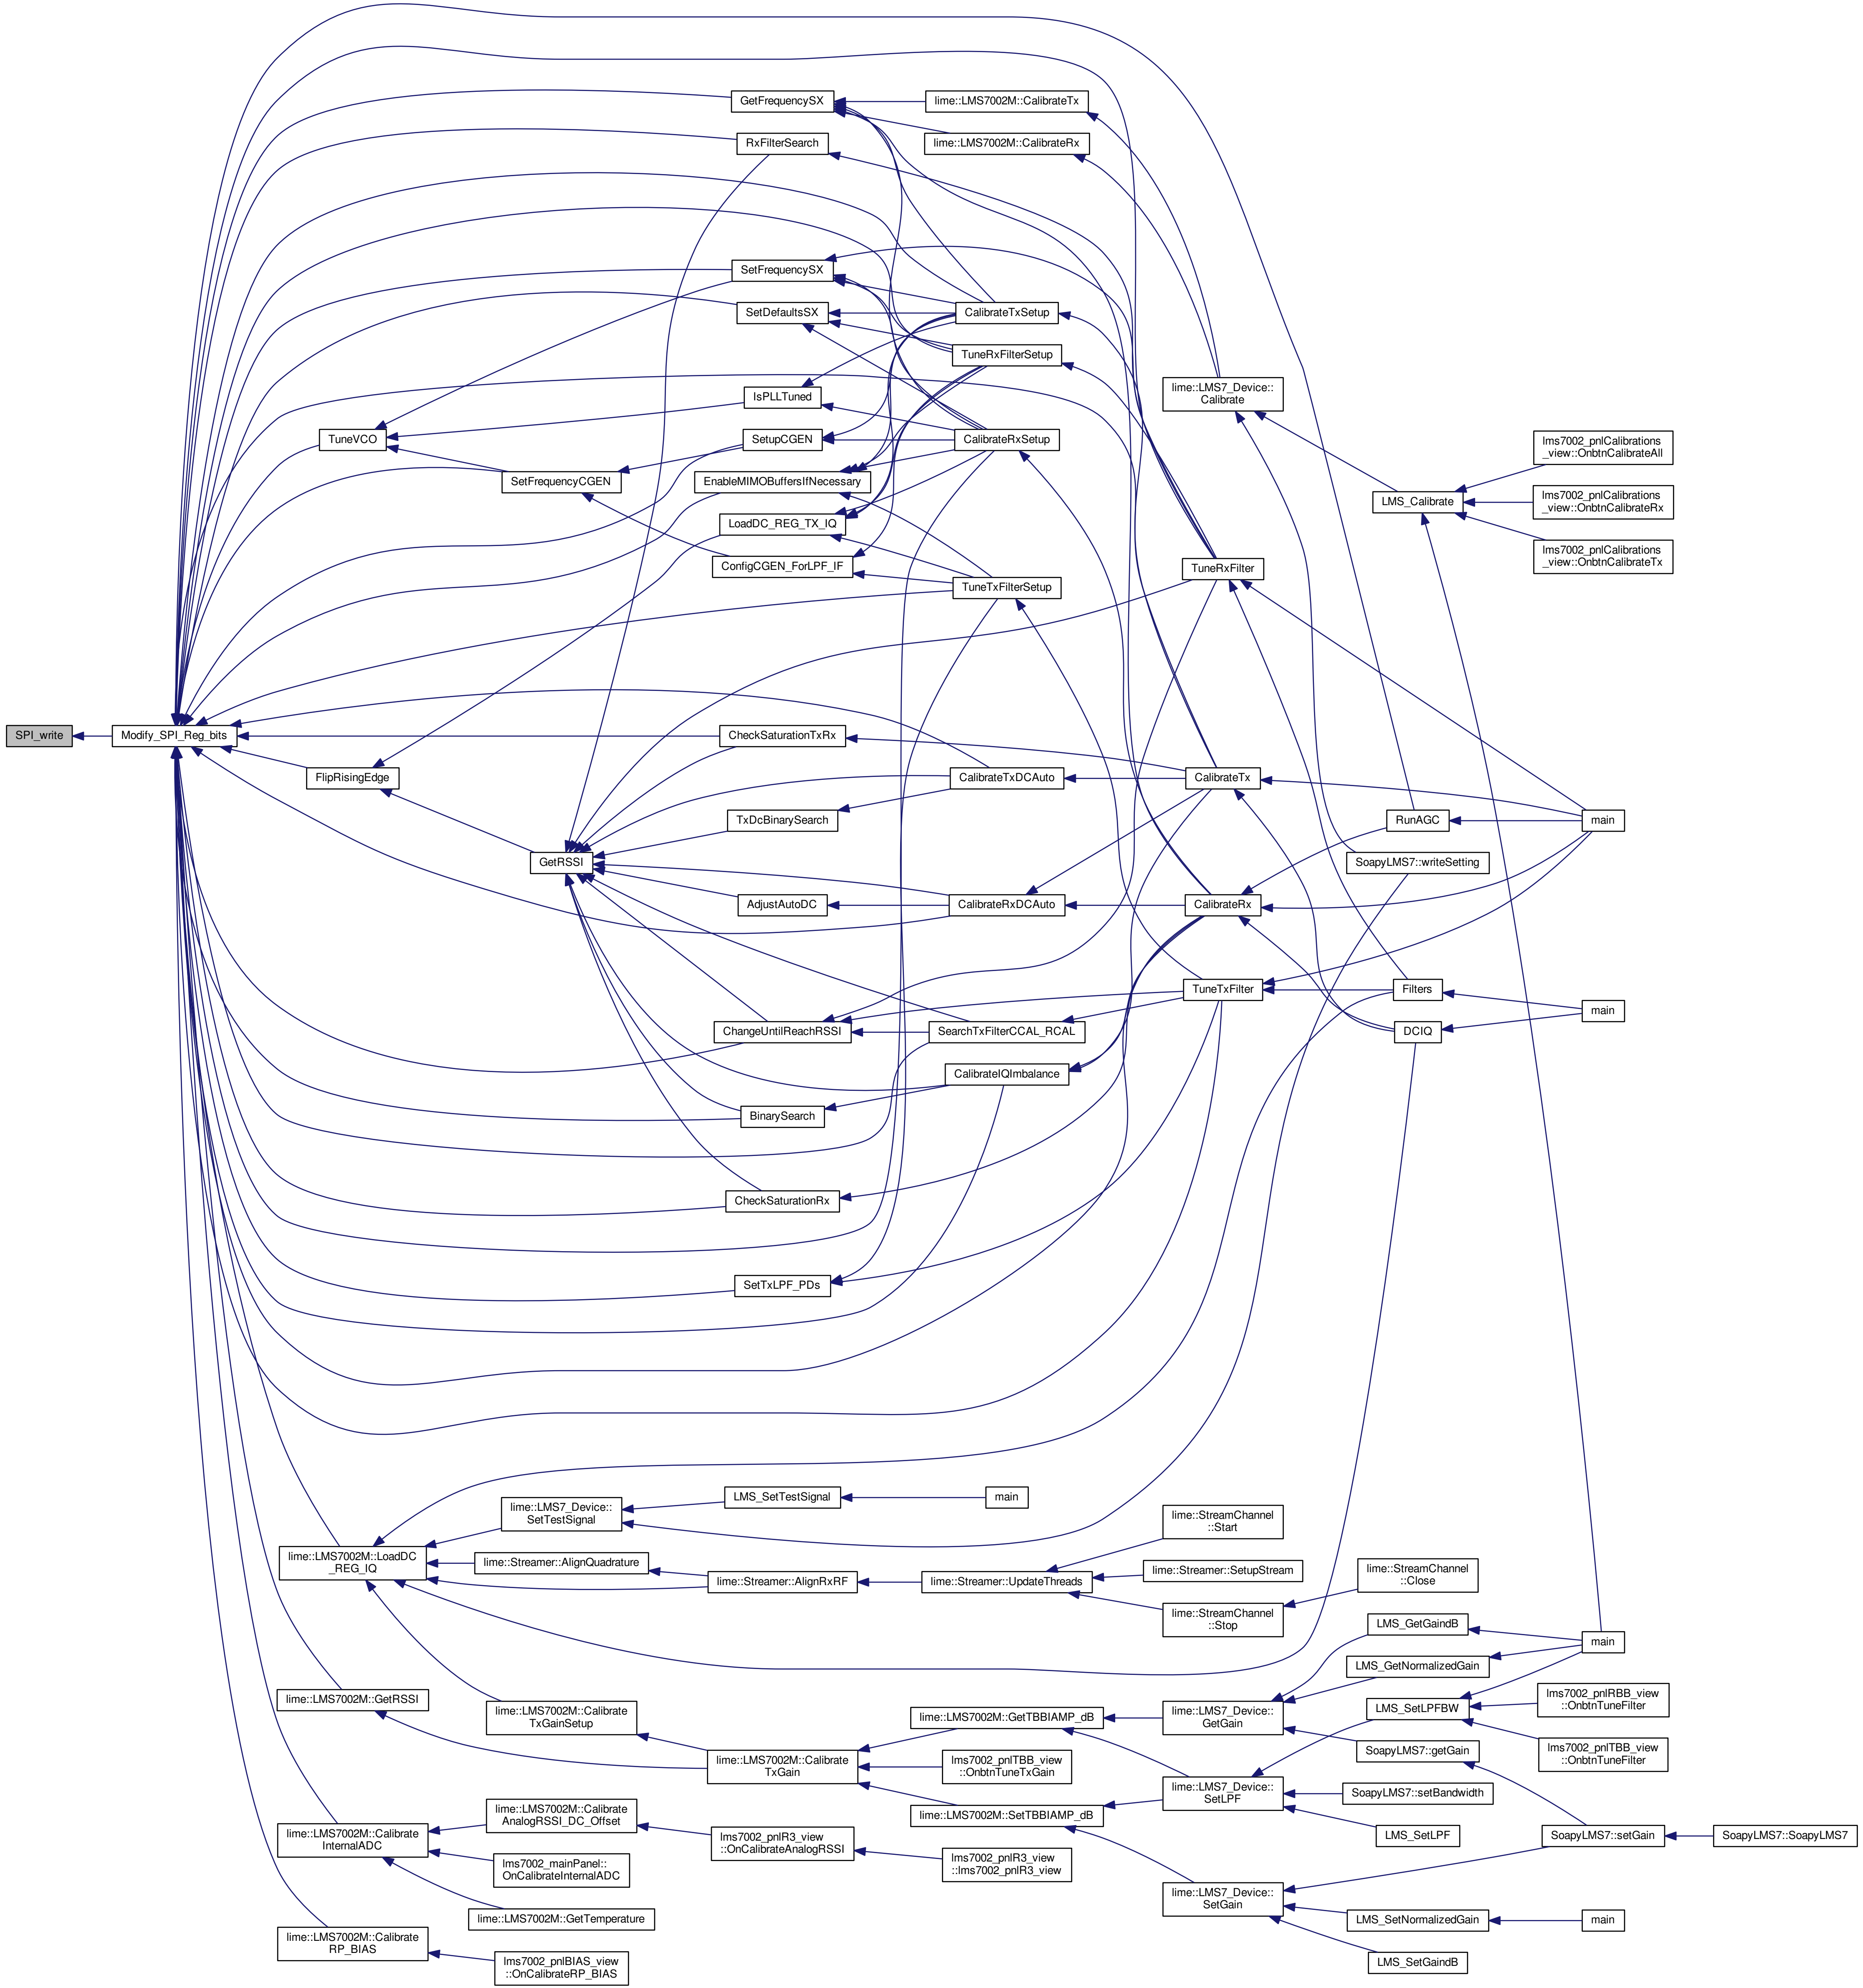 GetFrequencySX
lime::LMS7002M::CalibrateTx
RxFilterSearch
lime::LMS7002M::CalibrateRx
SetFrequencySX
SetDefaultsSX
CalibrateTxSetup
TuneRxFilterSetup
IsPLLTuned
lime::LMS7_Device::
Calibrate
TuneVCO
SetupCGEN
CalibrateRxSetup
lms7002_pnlCalibrations
_view::OnbtnCalibrateAll
SetFrequencyCGEN
EnableMIMOBuffersIfNecessary
LMS_Calibrate
lms7002_pnlCalibrations
_view::OnbtnCalibrateRx
LoadDC_REG_TX_IQ
lms7002_pnlCalibrations
_view::OnbtnCalibrateTx
ConfigCGEN_ForLPF_IF
TuneTxFilterSetup
TuneRxFilter
SPI_write
Modify_SPI_Reg_bits
CheckSaturationTxRx
FlipRisingEdge
CalibrateTxDCAuto
CalibrateTx
TxDcBinarySearch
RunAGC
main
GetRSSI
SoapyLMS7::writeSetting
AdjustAutoDC
CalibrateRxDCAuto
CalibrateRx
TuneTxFilter
Filters
main
ChangeUntilReachRSSI
SearchTxFilterCCAL_RCAL
DCIQ
CalibrateIQImbalance
BinarySearch
CheckSaturationRx
SetTxLPF_PDs
LMS_SetTestSignal
main
lime::LMS7_Device::
SetTestSignal
lime::StreamChannel
::Start
lime::LMS7002M::LoadDC
_REG_IQ
lime::Streamer::AlignQuadrature
lime::Streamer::AlignRxRF
lime::Streamer::UpdateThreads
lime::Streamer::SetupStream
lime::StreamChannel
::Close
lime::StreamChannel
::Stop
LMS_GetGaindB
main
LMS_GetNormalizedGain
lime::LMS7002M::GetRSSI
lime::LMS7002M::Calibrate
TxGainSetup
lime::LMS7002M::GetTBBIAMP_dB
lime::LMS7_Device::
GetGain
LMS_SetLPFBW
lms7002_pnlRBB_view
::OnbtnTuneFilter
SoapyLMS7::getGain
lms7002_pnlTBB_view
::OnbtnTuneFilter
lime::LMS7002M::Calibrate
TxGain
lms7002_pnlTBB_view
::OnbtnTuneTxGain
lime::LMS7_Device::
SetLPF
SoapyLMS7::setBandwidth
lime::LMS7002M::SetTBBIAMP_dB
LMS_SetLPF
SoapyLMS7::setGain
SoapyLMS7::SoapyLMS7
lime::LMS7002M::Calibrate
InternalADC
lime::LMS7002M::Calibrate
AnalogRSSI_DC_Offset
lms7002_pnlR3_view
::OnCalibrateAnalogRSSI
lms7002_pnlR3_view
::lms7002_pnlR3_view
lms7002_mainPanel::
OnCalibrateInternalADC
lime::LMS7002M::GetTemperature
lime::LMS7_Device::
SetGain
LMS_SetNormalizedGain
main
LMS_SetGaindB
lime::LMS7002M::Calibrate
RP_BIAS
lms7002_pnlBIAS_view
::OnCalibrateRP_BIAS